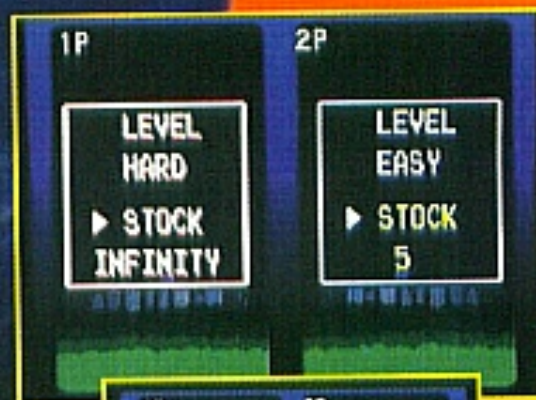 1P
LEVEL
HARD
▶ STOCK
INFINITY
2P
LEVEL
EASY
▶ STOCK
5